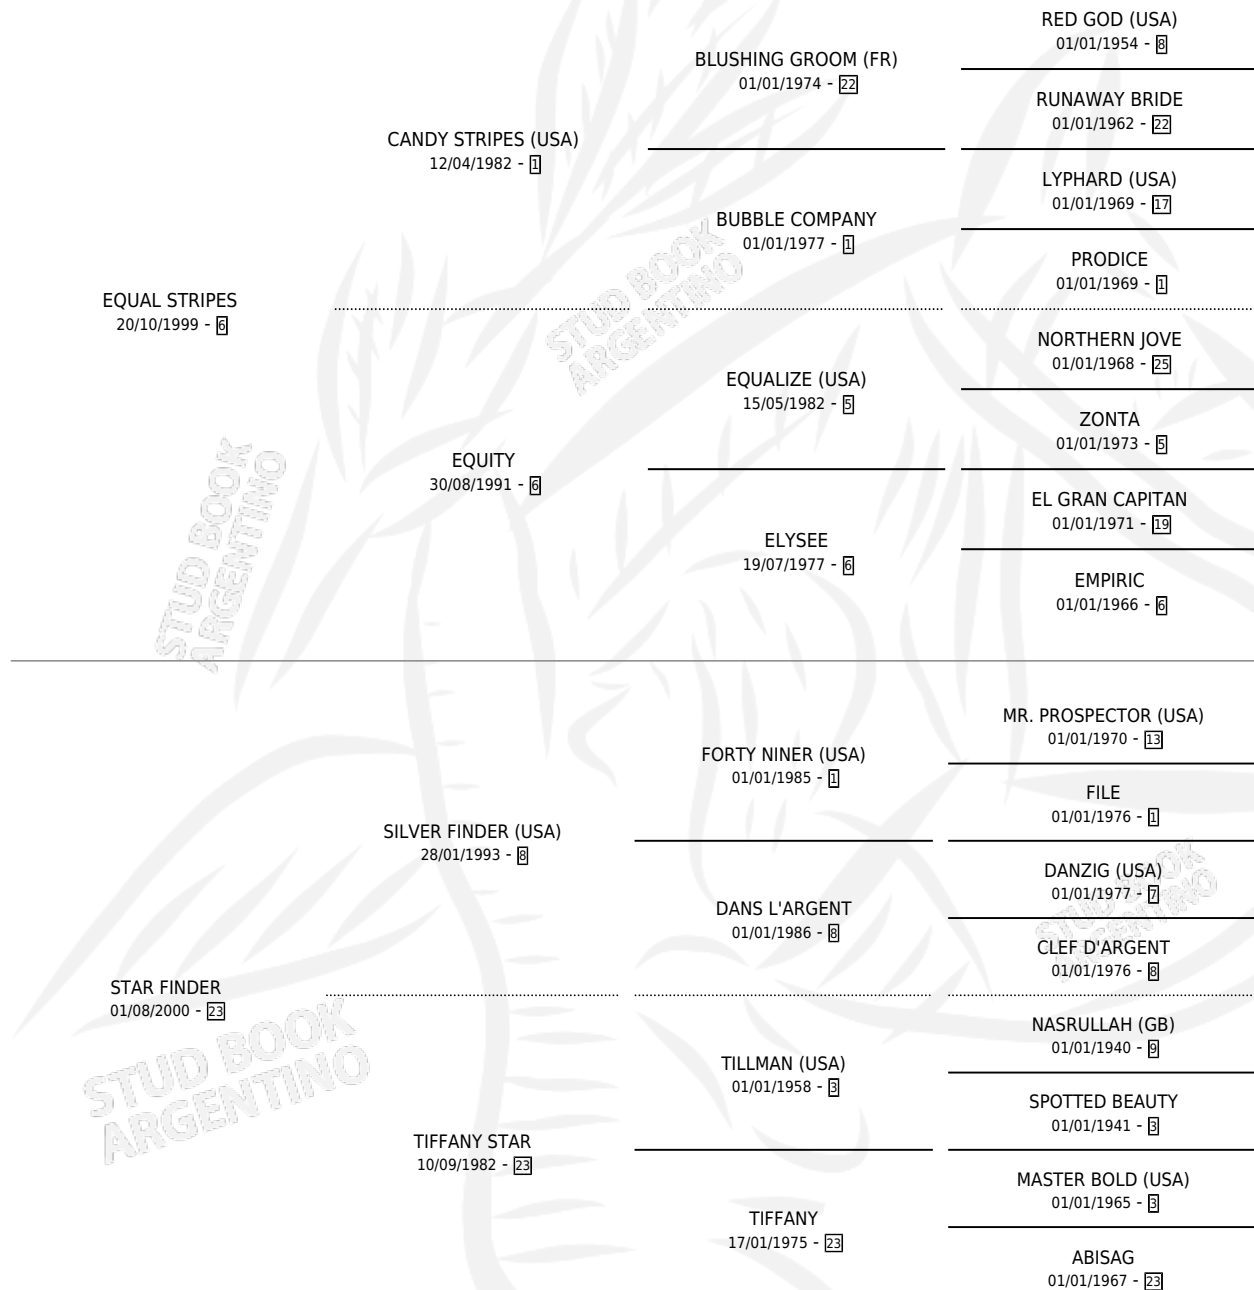 RED GOD (USA)
01/01/1954 - 8
BLUSHING GROOM (FR)
01/01/1974 - 22
RUNAWAY BRIDE
01/01/1962 - 22
CANDY STRIPES (USA)
12/04/1982 - 1
LYPHARD (USA)
01/01/1969 - 17
BUBBLE COMPANY
01/01/1977 - 1
PRODICE
01/01/1969 - 1
EQUAL STRIPES
20/10/1999 - 6
NORTHERN JOVE
01/01/1968 - 25
EQUALIZE (USA)
15/05/1982 - 5
ZONTA
01/01/1973 - 5
EQUITY
30/08/1991 - 6
EL GRAN CAPITAN
01/01/1971 - 19
ELYSEE
19/07/1977 - 6
EMPIRIC
01/01/1966 - 6
MR. PROSPECTOR (USA)
01/01/1970 - 13
FORTY NINER (USA)
01/01/1985 - 1
FILE
01/01/1976 - 1
SILVER FINDER (USA)
28/01/1993 - 8
DANZIG (USA)
01/01/1977 - 7
DANS L'ARGENT
01/01/1986 - 8
CLEF D'ARGENT
01/01/1976 - 8
STAR FINDER
01/08/2000 - 23
NASRULLAH (GB)
01/01/1940 - 9
TILLMAN (USA)
01/01/1958 - 3
SPOTTED BEAUTY
01/01/1941 - 3
TIFFANY STAR
10/09/1982 - 23
MASTER BOLD (USA)
01/01/1965 - 3
TIFFANY
17/01/1975 - 23
ABISAG
01/01/1967 - 23
STUD BOOK
ARGENTINO
STUD BOOK
ARGENTINO
STUD BOOK
ARGENTINO
STUD BOOK
ARGENTINO